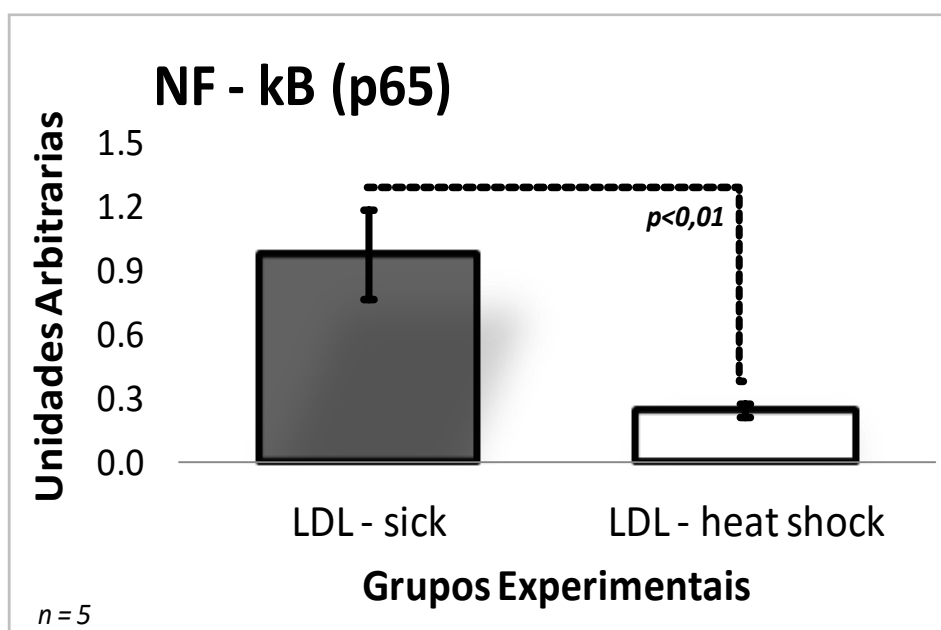 NF - kB (p65)
Unidades Arbitrarias
1.5
1.2
0.9
0.6
0.3
0.0
p<0,01
LDL - sick
LDL - heat shock
Grupos Experimentais
n = 5